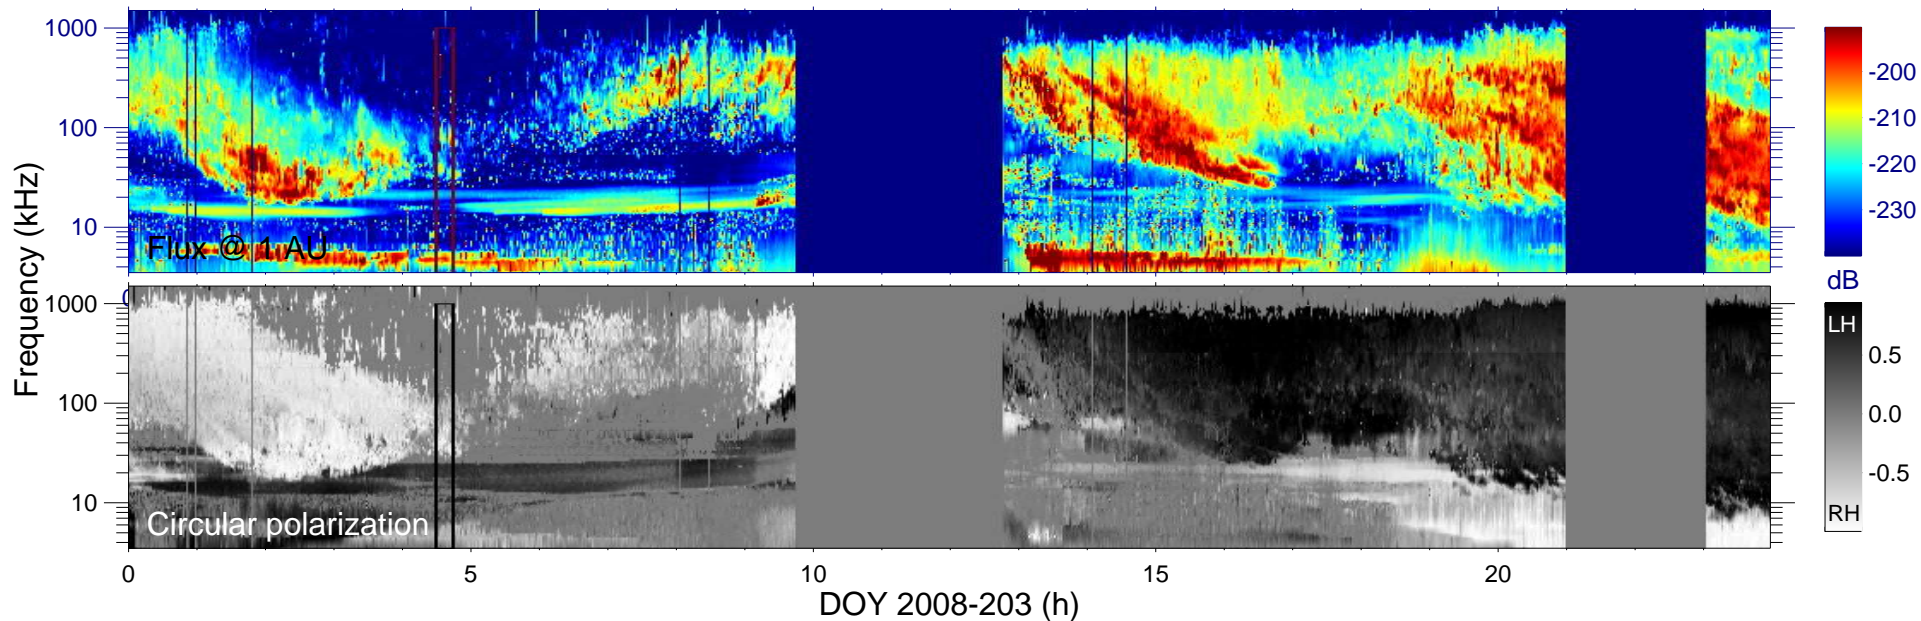 1000
100
10
Flux @ 1 AU
-200
-210
-220
-230
dB
Frequency (kHz)
0
1000
100
10
Circular polarization
LH
0.5
0.0
-0.5
RH
0
5
10
15
20
DOY 2008-203 (h)